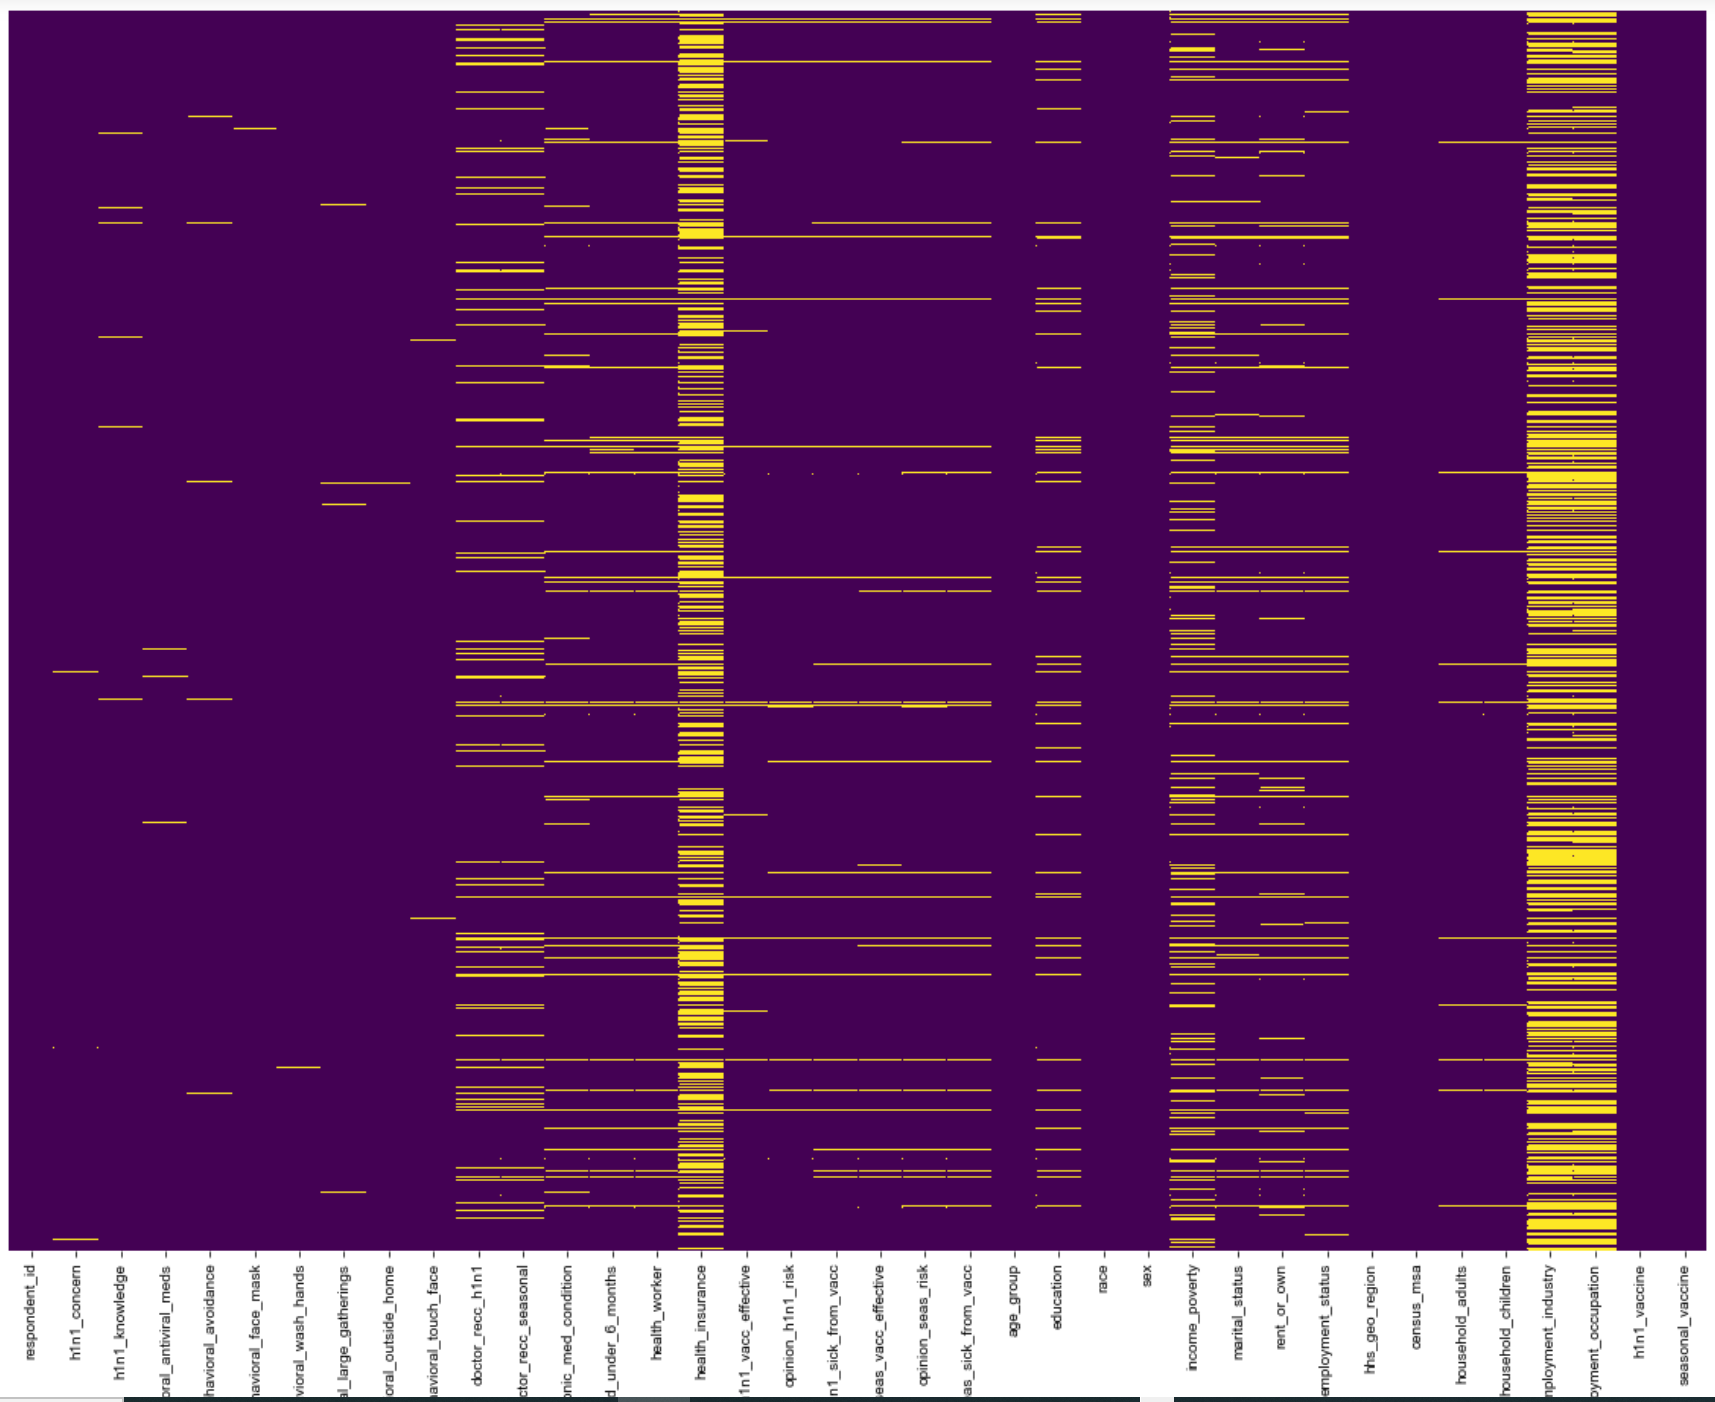 respondent_id
h1n1_concern
h1n1_knowledge
oral_antiviral_meds
havioral_avoidance
navioral_face_mask
vioral_wash_hands
al_large_gatherings
oral_outside_home
navioral_touch_face
doctor_recc_h1n1
ctor_recc_seasonal
onic_med_condition
d_under_6_months
health_worker
health_insurance
1n1_vacc_effective
opinion_h1n1_risk
n1_sick_from_vacc
seas_vacc_effective
opinion_seas_risk
as_sick_from_vacc
age_group
education
race
sex
income_poverty
marital_status
rent_or_own
employment_status
hhs_geo_region
census_msa
household_adults
household_children
nployment_industry
oyment_occupation
h1n1_vaccine
seasonal_vaccine